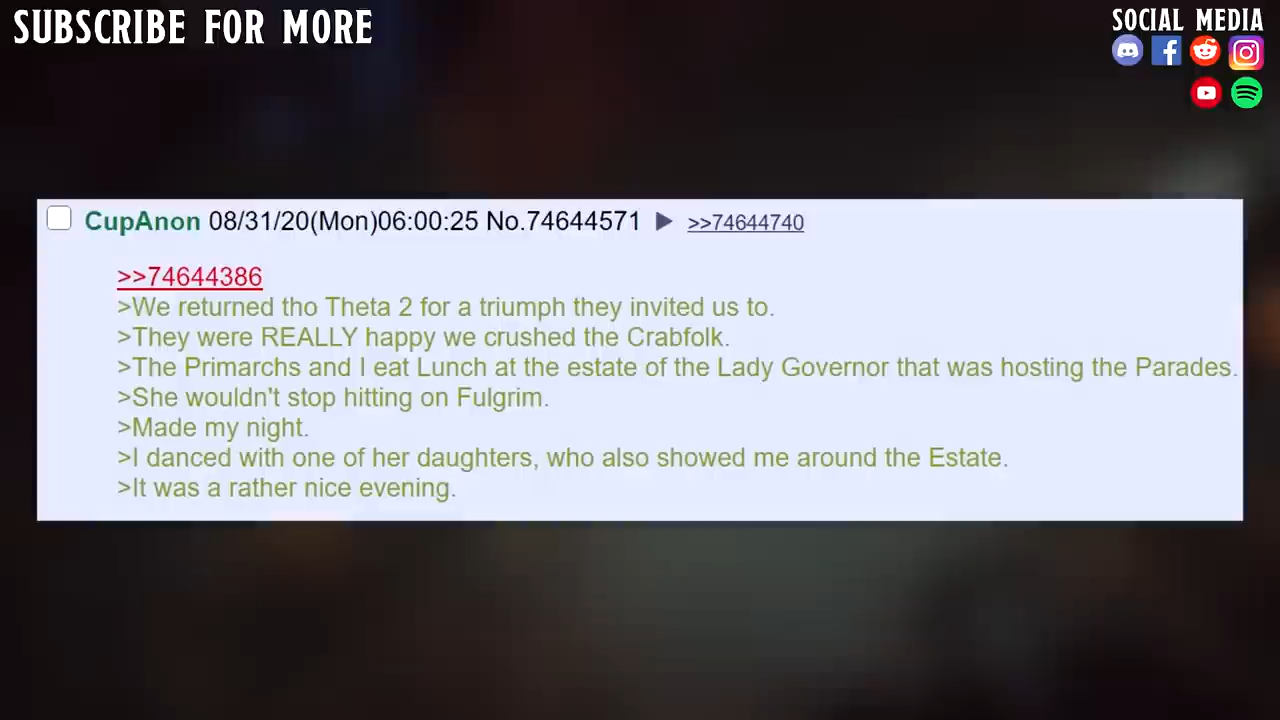 SUBSCRIBE FOR MORE
SOCIAL MEDIA
CupAnon 08/31/20(Mon)06:00:25 No.74644571 ▶ >>74644740
>>74644386
>We returned tho Theta 2 for a triumph they invited us to.
>They were REALLY happy we crushed the Crabfolk.
>The Primarchs and I eat Lunch at the estate of the Lady Governor that was hosting the Parades.
>She wouldn't stop hitting on Fulgrim.
>Made my night.
>I danced with one of her daughters, who also showed me around the Estate.
>It was a rather nice evening.